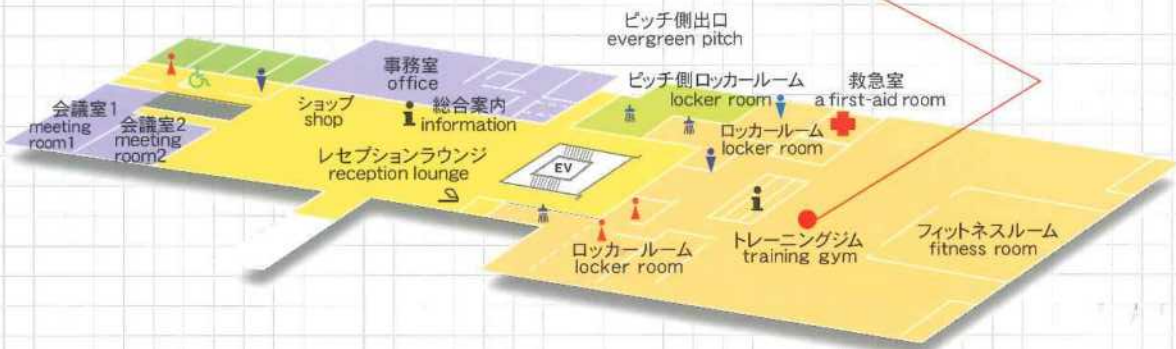 ピッチ側出口
evergreen pitch
事務室
office
ピッチ側ロッカールーム
locker room
救急室
a first-aid room
会議室1
meeting
room1
会議室2
meeting
room2
ショップ
shop
総合案内
information
ロッカールーム
locker room
レセプションラウンジ
reception lounge
EV
ロッカールーム
locker room
トレーニングジム
training gym
フィットネスルーム
fitness room